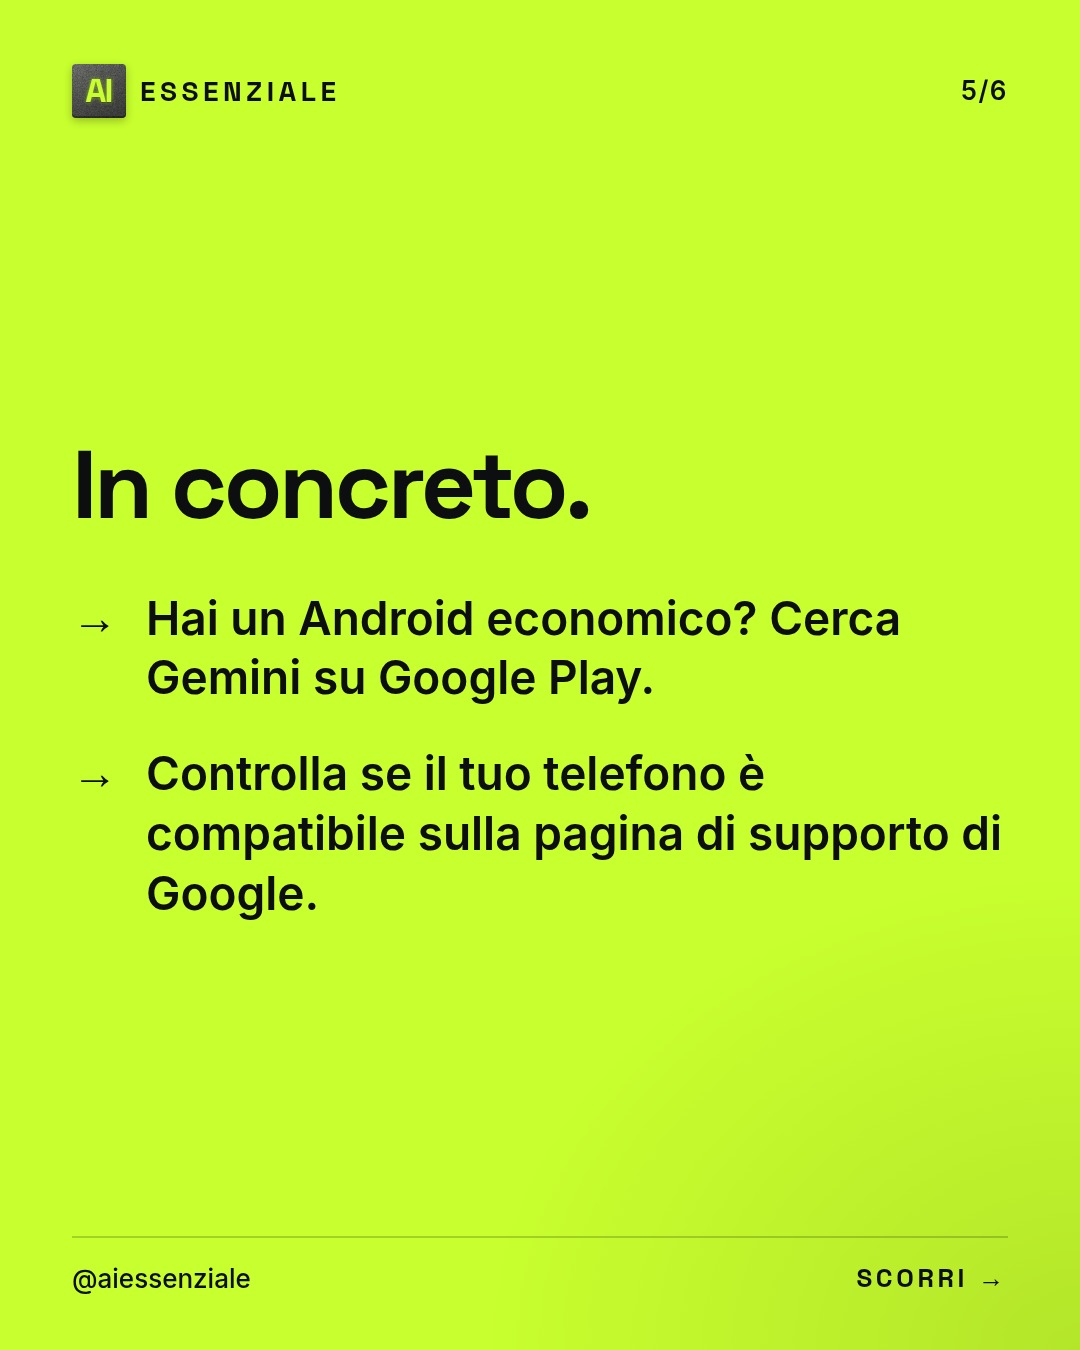 AI ESSENZIALE
5/6
In concreto.
→ Hai un Android economico? Cerca
Gemini su Google Play.
→ Controlla se il tuo telefono è
compatibile sulla pagina di supporto di
Google.
@aiessenziale
SCORRI →